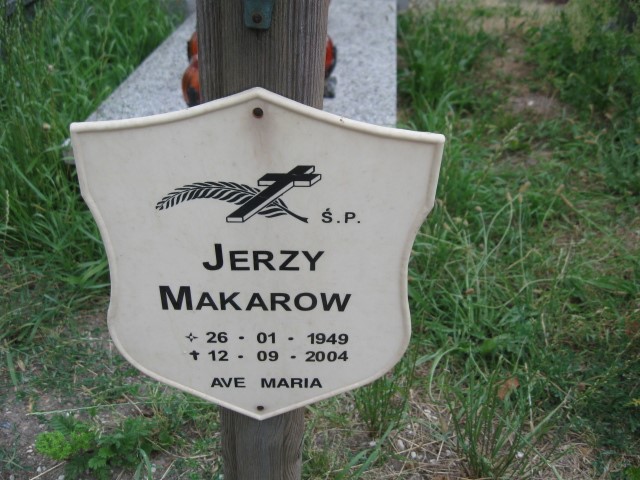 Ś.P.
JERZY
MAKAROW
✧ 26 - 01 - 1949
✝ 12 - 09 - 2004
AVE MARIA